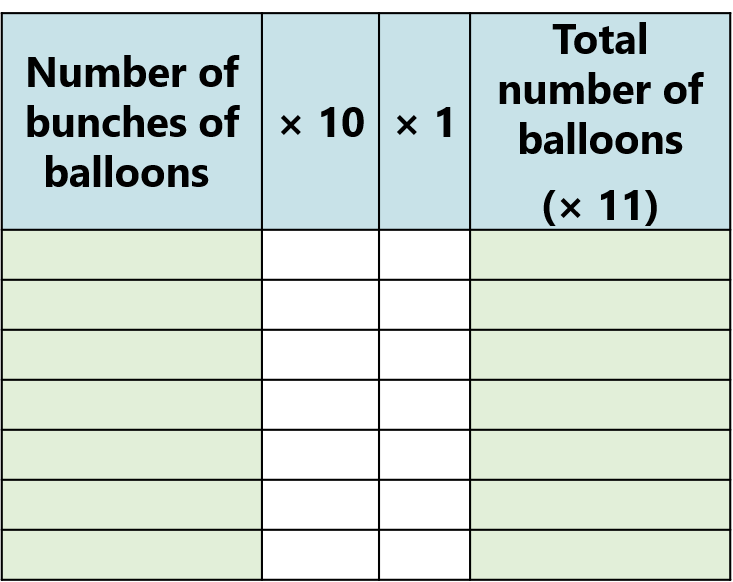 Number of
bunches of
balloons
× 10
× 1
Total
number of
balloons
(× 11)